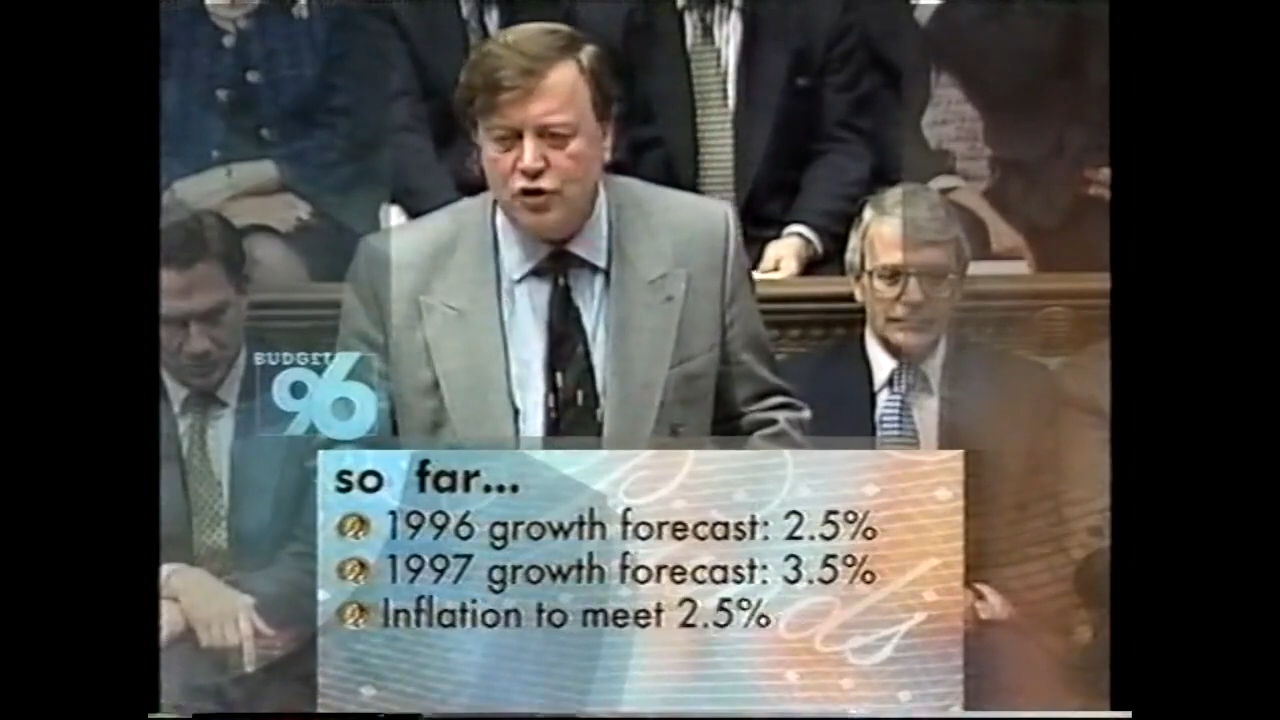 BUDGET
96
so far...
1996 growth forecast: 2.5%
1997 growth forecast: 3.5%
Inflation to meet 2.5%